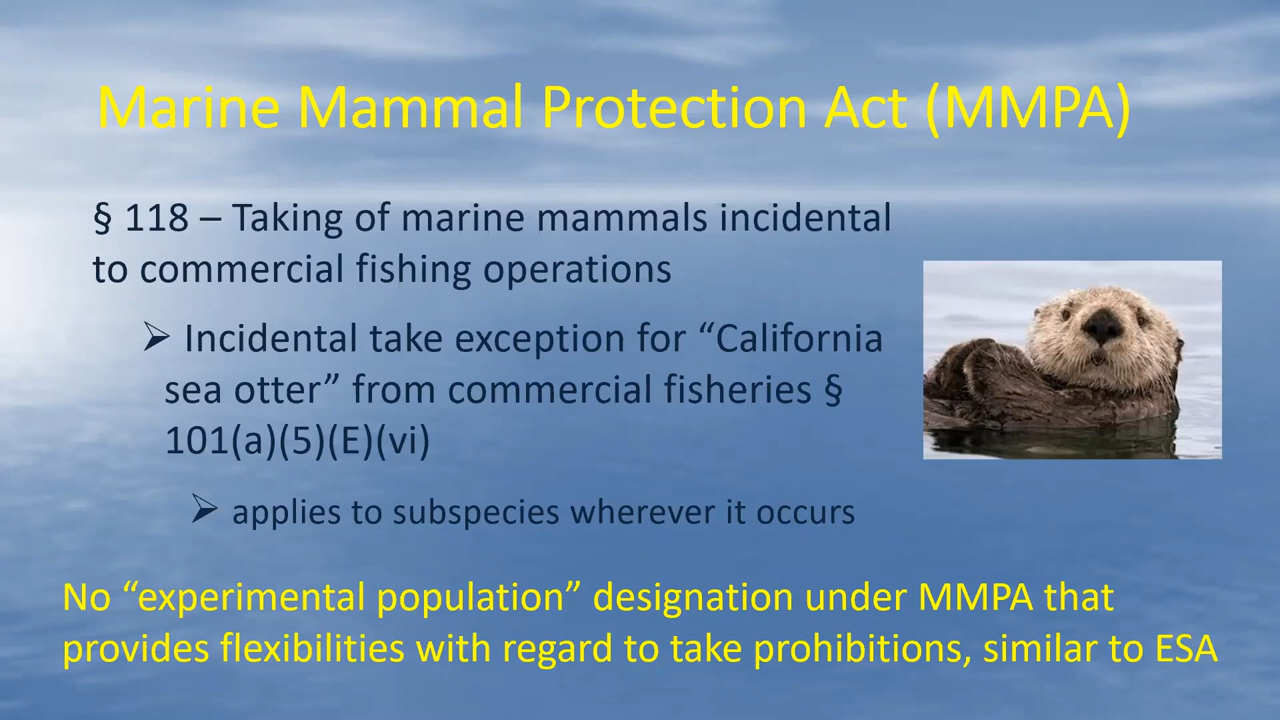 Marine Mammal Protection Act (MMPA)
§ 118 – Taking of marine mammals incidental
to commercial fishing operations
➢ Incidental take exception for “California
sea otter” from commercial fisheries §
101(a)(5)(E)(vi)
➢ applies to subspecies wherever it occurs
No “experimental population” designation under MMPA that
provides flexibilities with regard to take prohibitions, similar to ESA